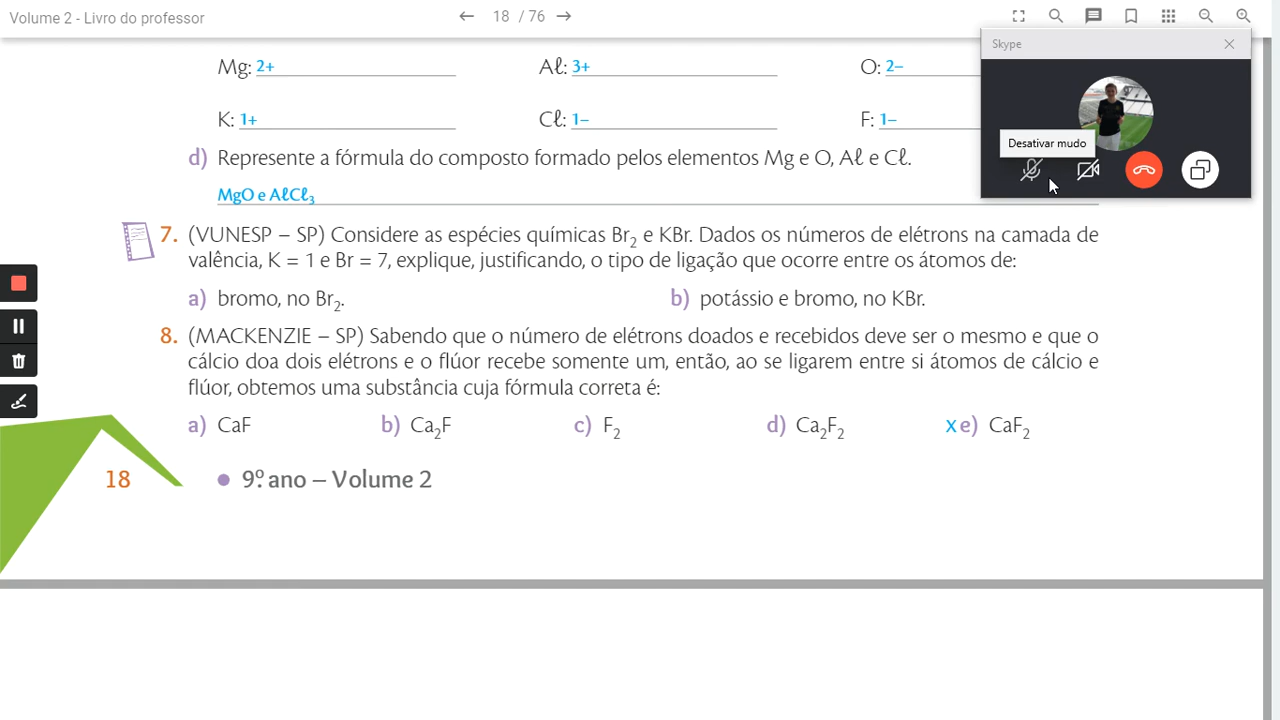 Volume 2 - Livro do professor
18 / 76
Skype
Mg: 2+ Aℓ: 3+ O: 2–
K: 1+ Cℓ: 1– F: 1–
Desativar mudo
d) Represente a fórmula do composto formado pelos elementos Mg e O, Aℓ e Cℓ.
MgO e AℓCℓ₃
7. (VUNESP – SP) Considere as espécies químicas Br₂ e KBr. Dados os números de elétrons na camada de
valência, K = 1 e Br = 7, explique, justificando, o tipo de ligação que ocorre entre os átomos de:
a) bromo, no Br₂. b) potássio e bromo, no KBr.
8. (MACKENZIE – SP) Sabendo que o número de elétrons doados e recebidos deve ser o mesmo e que o
cálcio doa dois elétrons e o flúor recebe somente um, então, ao se ligarem entre si átomos de cálcio e
flúor, obtemos uma substância cuja fórmula correta é:
a) CaF b) Ca₂F c) F₂ d) Ca₂F₂ X e) CaF₂
18 • 9º. ano – Volume 2